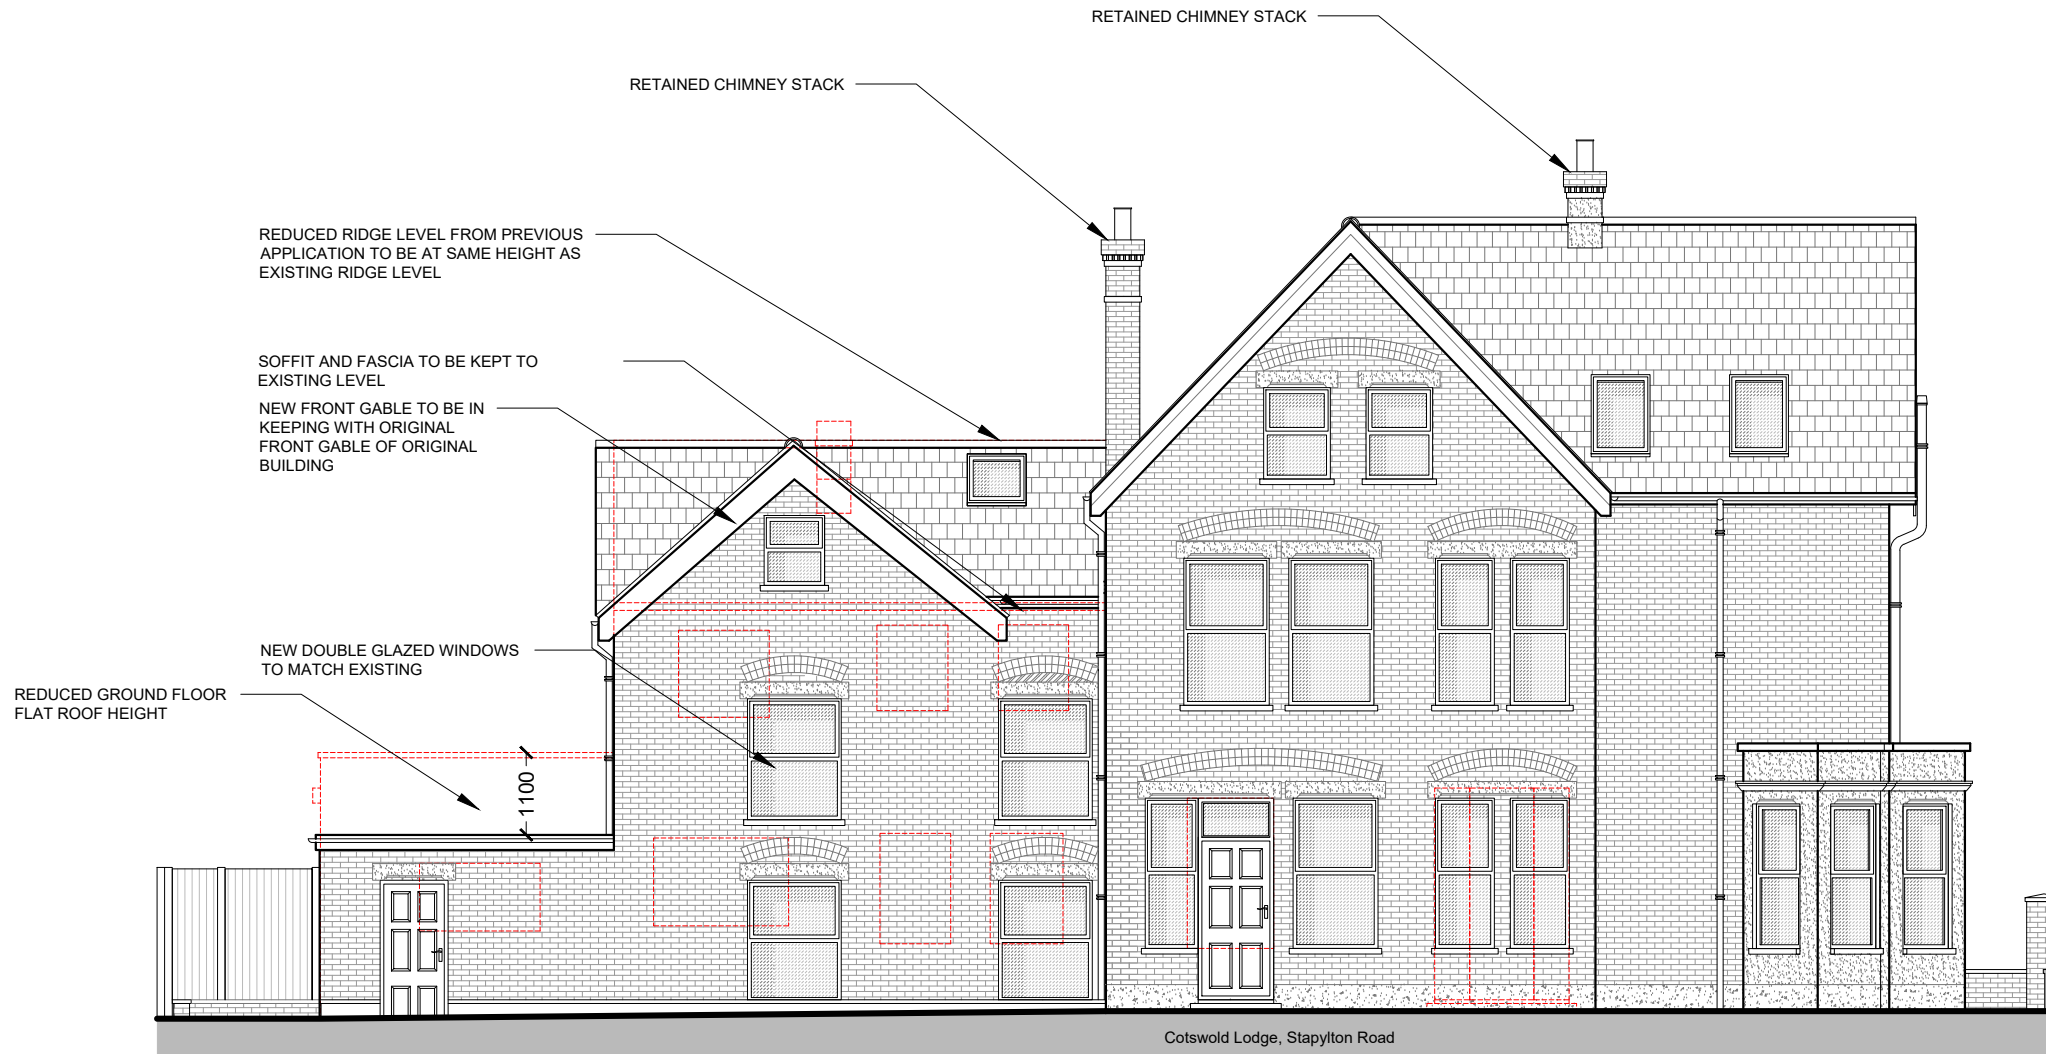 RETAINED CHIMNEY STACK
RETAINED CHIMNEY STACK
REDUCED RIDGE LEVEL FROM PREVIOUS
APPLICATION TO BE AT SAME HEIGHT AS
EXISTING RIDGE LEVEL
SOFFIT AND FASCIA TO BE KEPT TO
EXISTING LEVEL
NEW FRONT GABLE TO BE IN
KEEPING WITH ORIGINAL
FRONT GABLE OF ORIGINAL
BUILDING
NEW DOUBLE GLAZED WINDOWS
TO MATCH EXISTING
REDUCED GROUND FLOOR
FLAT ROOF HEIGHT
1100
Cotswold Lodge, Stapylton Road